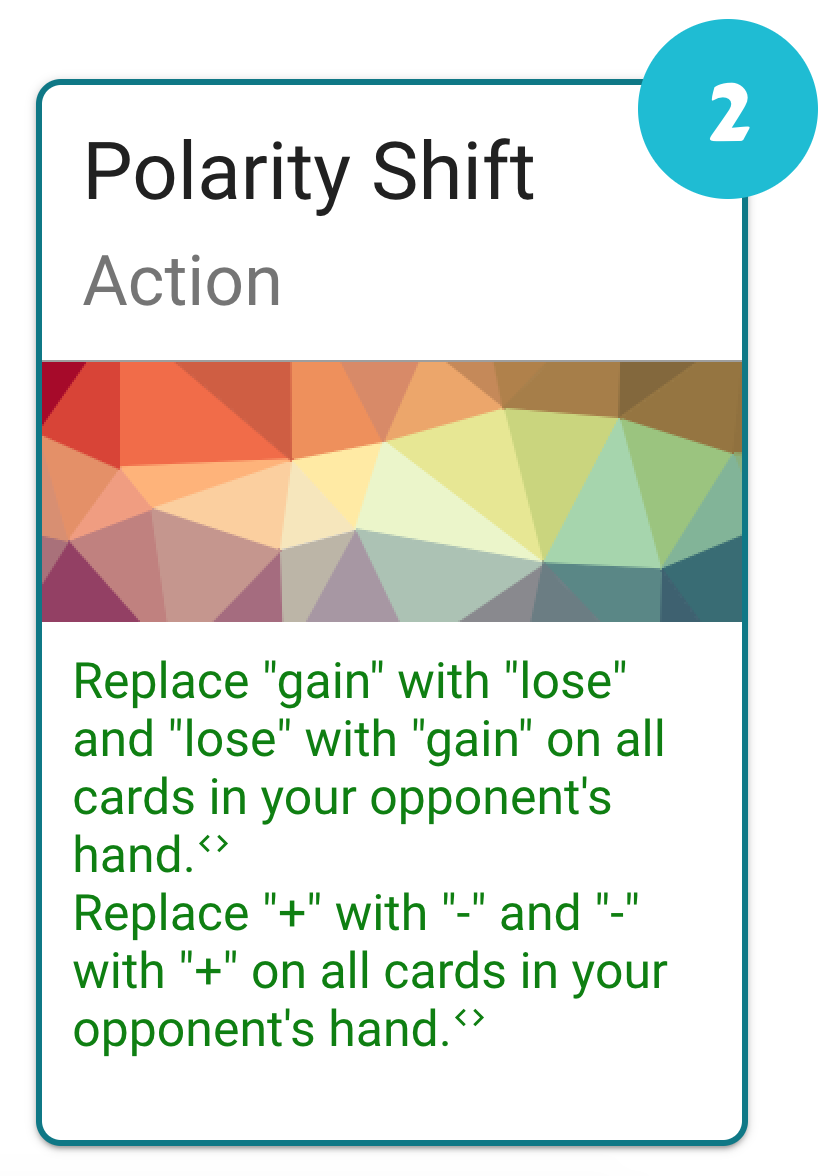 2
Polarity Shift
Action
Replace "gain" with "lose"
and "lose" with "gain" on all
cards in your opponent's
hand.<>
Replace "+" with "-" and "-"
with "+" on all cards in your
opponent's hand.<>